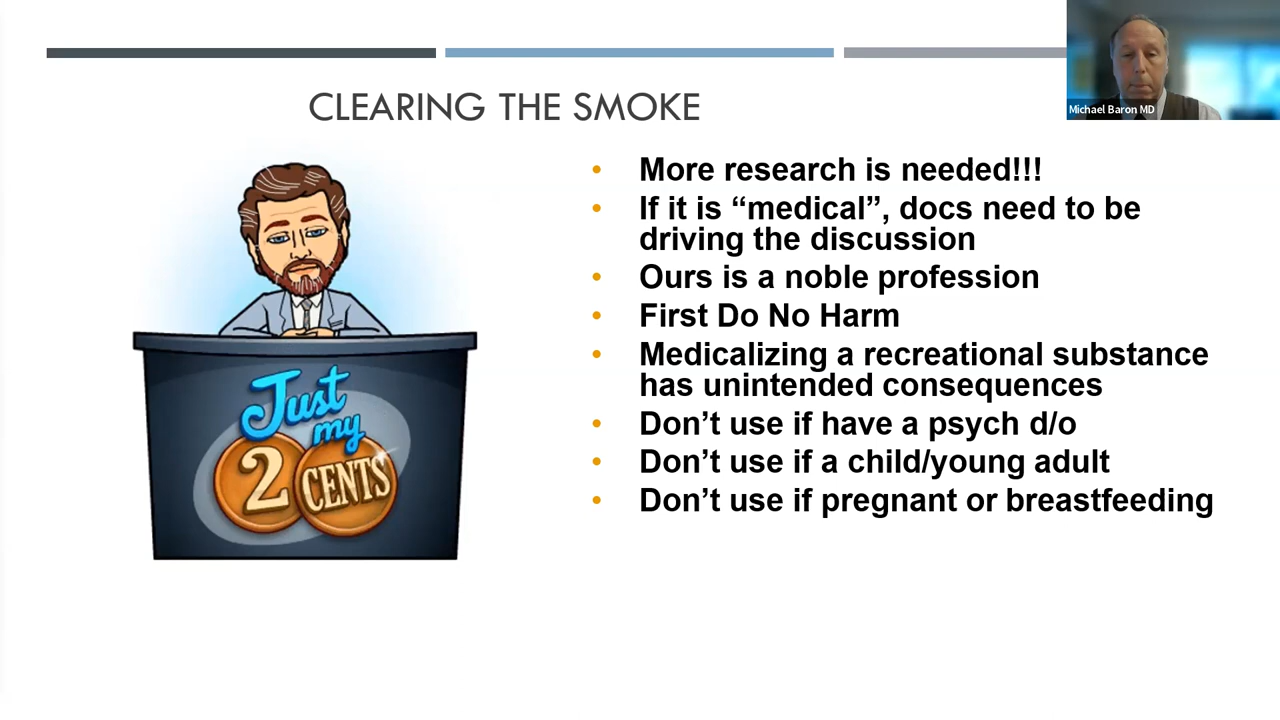 Michael Baron MD
CLEARING THE SMOKE
• More research is needed!!!
• If it is “medical”, docs need to be
driving the discussion
• Ours is a noble profession
• First Do No Harm
• Medicalizing a recreational substance
has unintended consequences
• Don’t use if have a psych d/o
• Don’t use if a child/young adult
• Don’t use if pregnant or breastfeeding
Just
my
2 CENTS